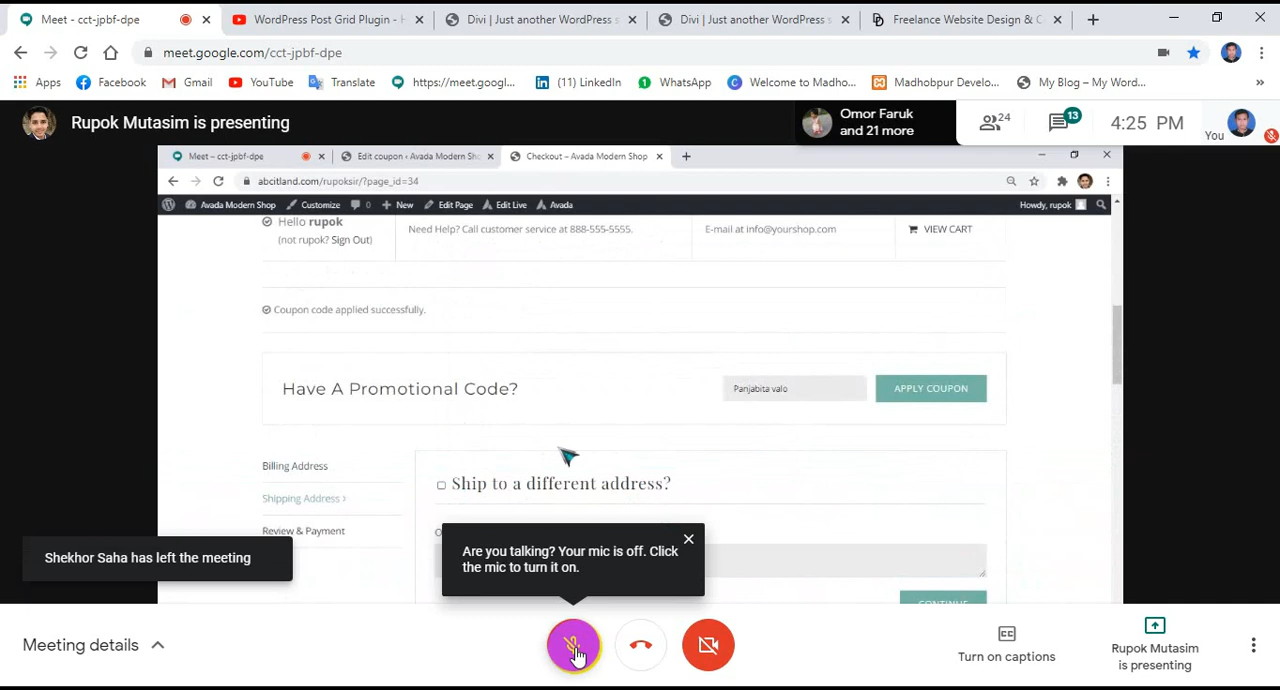 Meet - cct-jpbf-dpe
WordPress Post Grid Plugin - H
Divi | Just another WordPress s
Divi | Just another WordPress s
Freelance Website Design & C
meet.google.com/cct-jpbf-dpe
Apps
Facebook
Gmail
YouTube
Translate
https://meet.googl...
(11) LinkedIn
WhatsApp
Welcome to Madho...
Madhobpur Develo...
My Blog – My Word...
»
Rupok Mutasim is presenting
Omor Faruk
and 21 more
24
13
4:25 PM
You
Meet – cct-jpbf-dpe
Edit coupon ‹ Avada Modern Sho
Checkout – Avada Modern Shop
abcitland.com/rupoksir/?page_id=34
Avada Modern Shop
Customize
0
New
Edit Page
Edit Live
Avada
Howdy, rupok
Hello rupok
(not rupok? Sign Out)
Need Help? Call customer service at 888-555-5555.
E-mail at info@yourshop.com
VIEW CART
Coupon code applied successfully.
Have A Promotional Code?
Panjabita valo
APPLY COUPON
Billing Address
Shipping Address ›
Review & Payment
Ship to a different address?
CONTINUE
Shekhor Saha has left the meeting
Are you talking? Your mic is off. Click
the mic to turn it on.
Meeting details
Turn on captions
Rupok Mutasim
is presenting